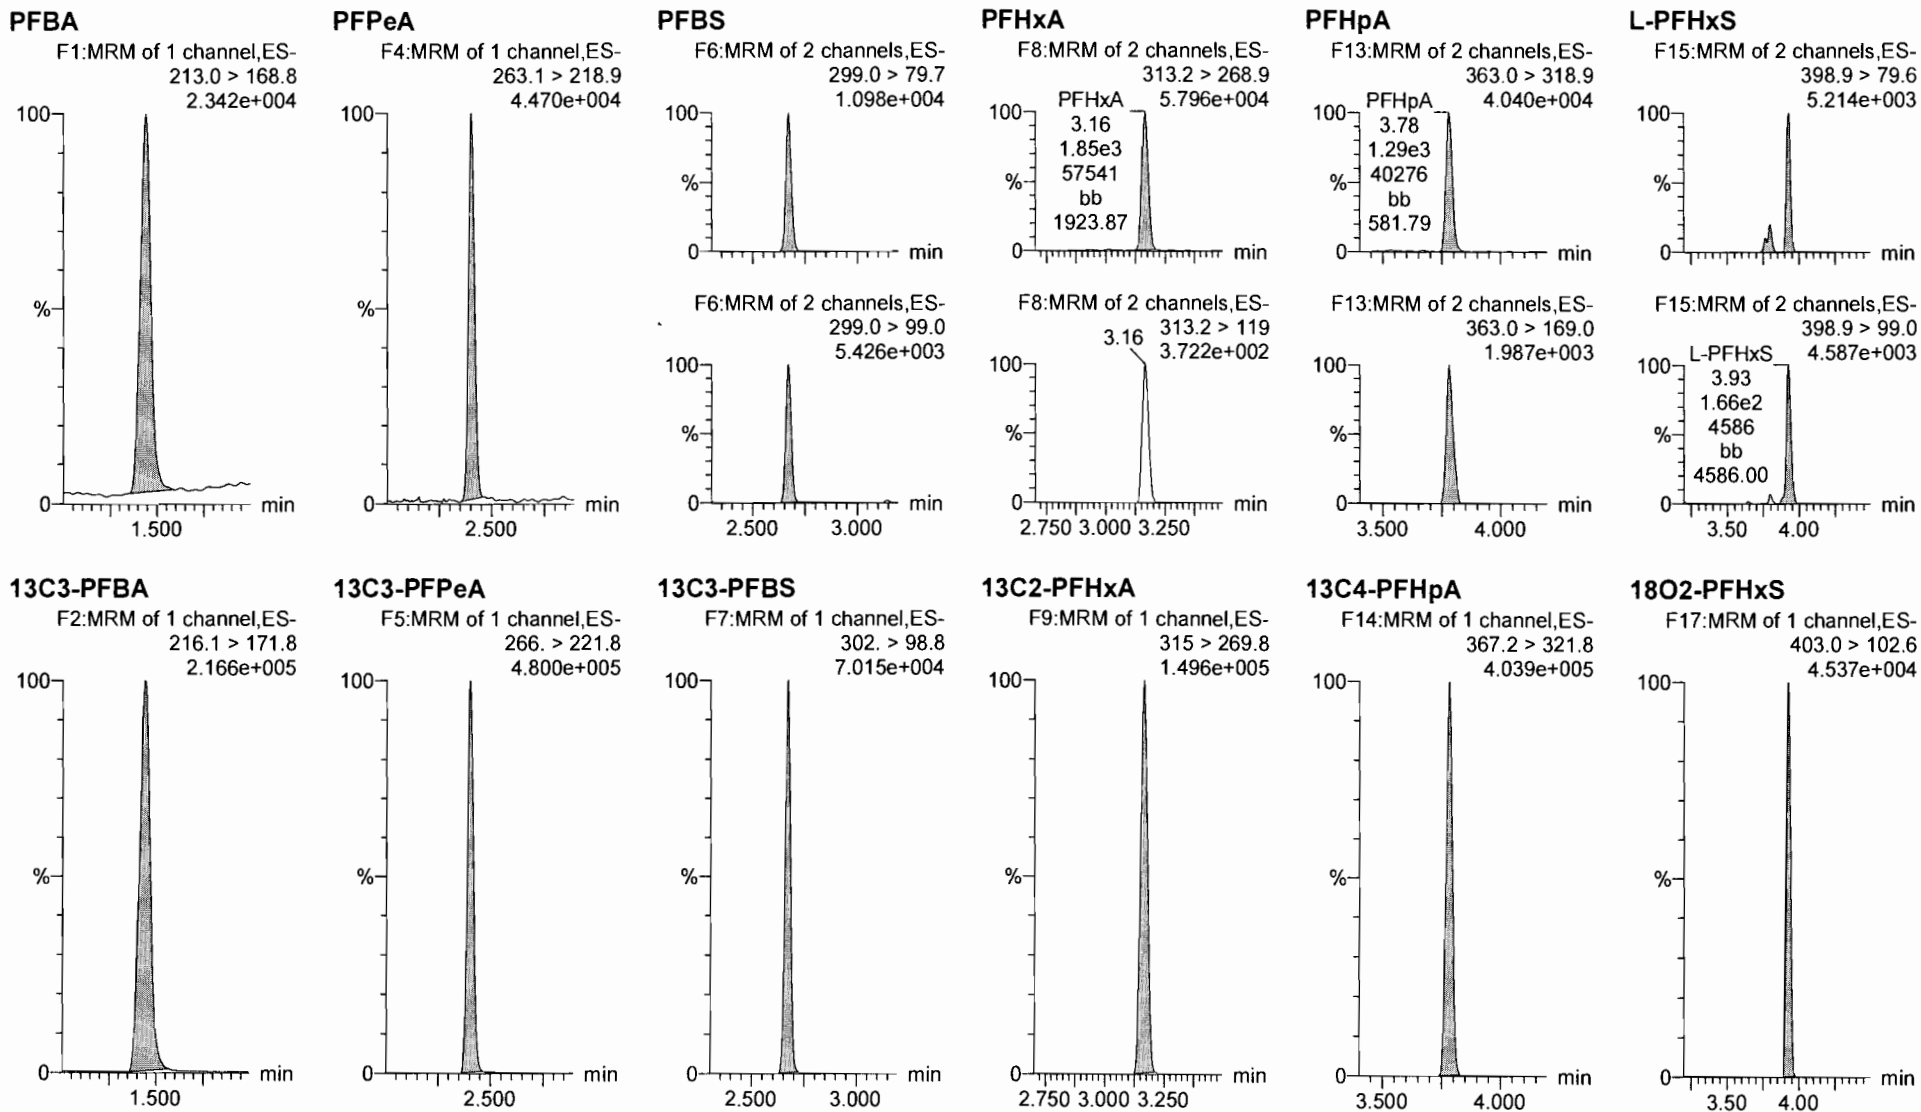 PFBA
F1:MRM of 1 channel,ES-
213.0 > 168.8
2.342e+004
100
%
0
min
1.500
PFPeA
F4:MRM of 1 channel,ES-
263.1 > 218.9
4.470e+004
100
%
0
min
2.500
PFBS
F6:MRM of 2 channels,ES-
299.0 > 79.7
1.098e+004
100
%
0
min
F6:MRM of 2 channels,ES-
299.0 > 99.0
5.426e+003
100
%
0
min
2.500 3.000
PFHxA
F8:MRM of 2 channels,ES-
313.2 > 268.9
5.796e+004
100
PFHxA
3.16
1.85e3
57541
bb
1923.87
%
0
min
F8:MRM of 2 channels,ES-
313.2 > 119
3.722e+002
3.16
100
%
0
min
2.750 3.000 3.250
PFHpA
F13:MRM of 2 channels,ES-
363.0 > 318.9
4.040e+004
100
PFHpA
3.78
1.29e3
40276
bb
581.79
%
0
min
F13:MRM of 2 channels,ES-
363.0 > 169.0
1.987e+003
100
%
0
min
3.500 4.000
L-PFHxS
F15:MRM of 2 channels,ES-
398.9 > 79.6
5.214e+003
100
%
0
min
F15:MRM of 2 channels,ES-
398.9 > 99.0
4.587e+003
100
L-PFHxS
3.93
1.66e2
4586
bb
4586.00
%
0
min
3.50 4.00
13C3-PFBA
F2:MRM of 1 channel,ES-
216.1 > 171.8
2.166e+005
100
%
0
min
1.500
13C3-PFPeA
F5:MRM of 1 channel,ES-
266. > 221.8
4.800e+005
100
%
0
min
2.500
13C3-PFBS
F7:MRM of 1 channel,ES-
302. > 98.8
7.015e+004
100
%
0
min
2.500 3.000
13C2-PFHxA
F9:MRM of 1 channel,ES-
315 > 269.8
1.496e+005
100
%
0
min
2.750 3.000 3.250
13C4-PFHpA
F14:MRM of 1 channel,ES-
367.2 > 321.8
4.039e+005
100
%
0
min
3.500 4.000
18O2-PFHxS
F17:MRM of 1 channel,ES-
403.0 > 102.6
4.537e+004
100
%
0
min
3.50 4.00